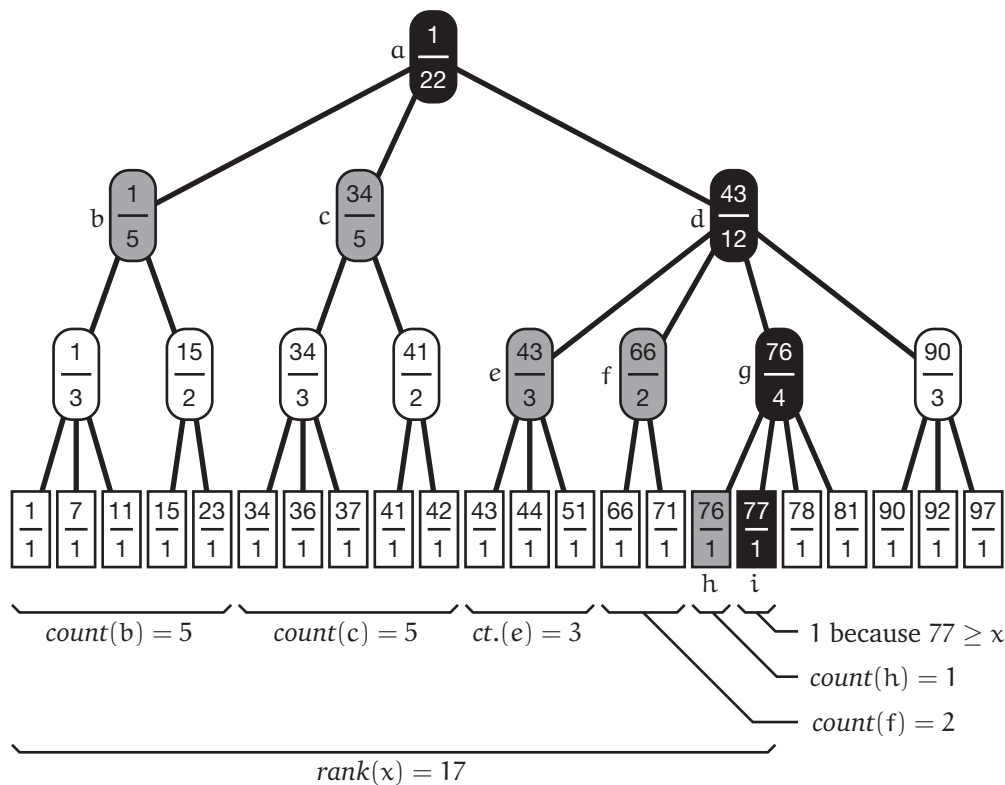 a 1 22
b 1 5 c 34 5 d 43 12
1 3 15 2 34 3 41 2 e 43 3 f 66 2 g 76 4 90 3
1 7 11 15 23 34 36 37 41 42 43 44 51 66 71 76 77 78 81 90 92 97
1 1 1 1 1 1 1 1 1 1 1 1 1 1 1 1 1 1 1 1 1 1
h i
count(b) = 5 count(c) = 5 ct.(e) = 3
1 because 77 ≥ x
count(h) = 1
count(f) = 2
rank(x) = 17